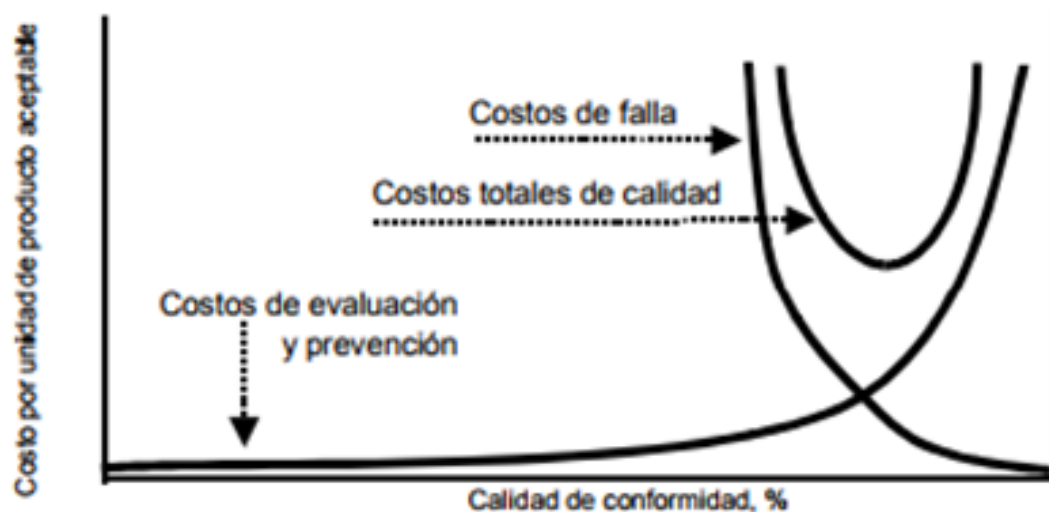 Costo por unidad de producto aceptable
Costos de falla
Costos totales de calidad
Costos de evaluación
y prevención
Calidad de conformidad, %